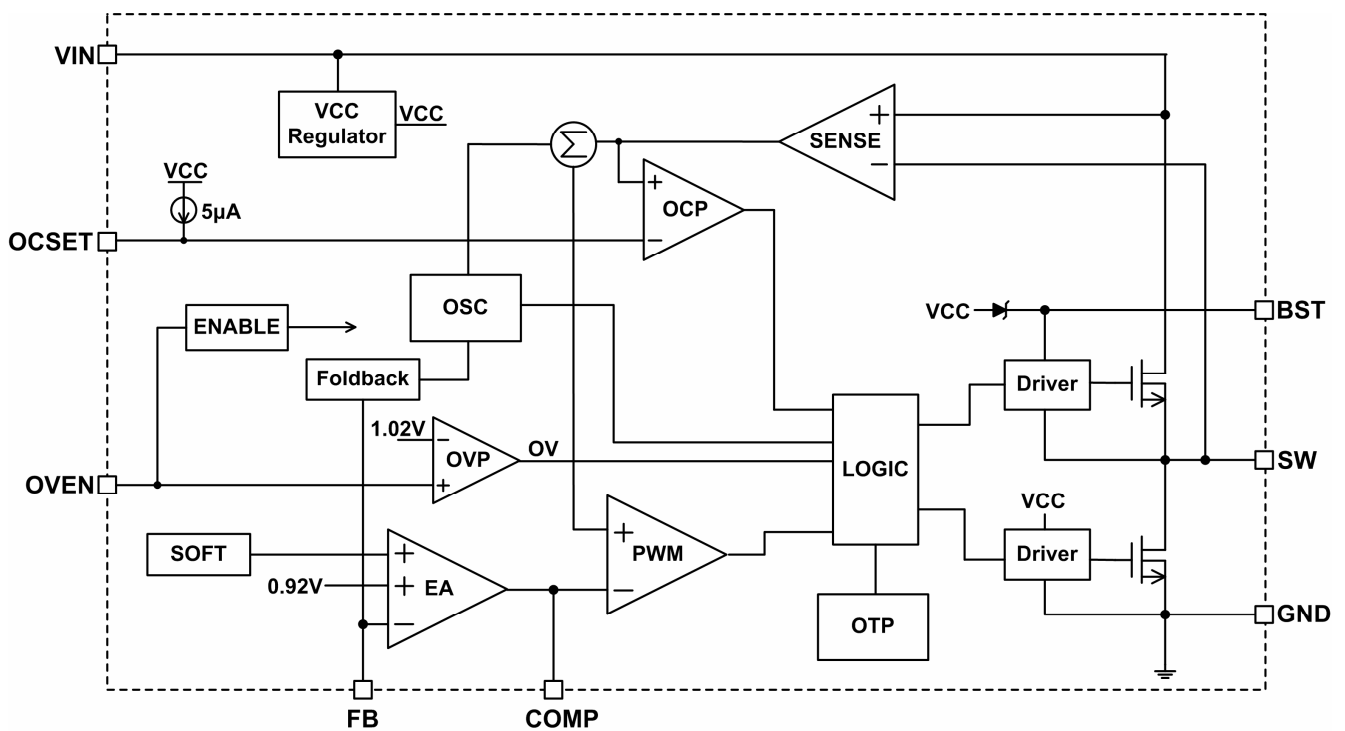 VIN
VCC
Regulator
VCC
Σ
+
SENSE
−
VCC
5µA
+
OCP
−
OCSET
OSC
ENABLE
VCC
BST
Foldback
Driver
1.02V
−
OVP
+
OV
LOGIC
SW
OVEN
VCC
SOFT
+
0.92V
+
EA
−
+
PWM
−
Driver
OTP
GND
FB
COMP